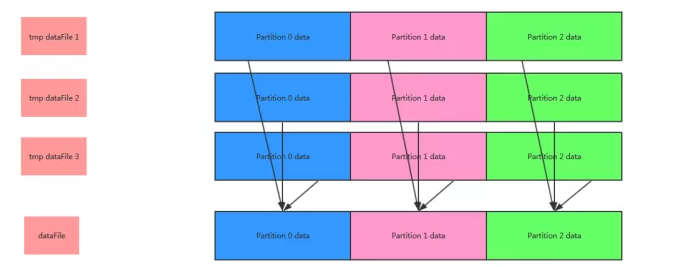 tmp dataFile 1
Partition 0 data
Partition 1 data
Partition 2 data
tmp dataFile 2
Partition 0 data
Partition 1 data
Partition 2 data
tmp dataFile 3
Partition 0 data
Partition 1 data
Partition 2 data
dataFile
Partition 0 data
Partition 1 data
Partition 2 data